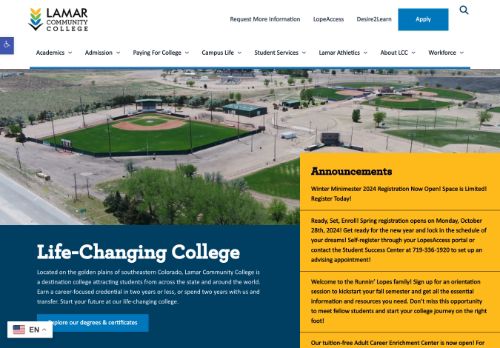 LAMAR
COMMUNITY
COLLEGE
Request More Information
LopeAccess
Desire2Learn
Apply
Academics
Admission
Paying For College
Campus Life
Student Services
Lamar Athletics
About LCC
Workforce
Announcements
Winter Minimester 2024 Registration Now Open! Space is Limited!
Register Today!
Ready, Set, Enroll! Spring registration opens on Monday, October
28th, 2024! Get ready for the new year and lock in the schedule of
your dreams! Self-register through your LopeAccess portal or
contact the Student Success Center at 719-336-1920 to set up an
advising appointment!
Welcome to the Runnin' Lopes family! Sign up for an orientation
session to kickstart your fall semester and get all the essential
information and resources you need. Don't miss this opportunity
to meet fellow students and start your college journey on the
right foot!
Our tuition-free Adult Career Enrichment Center is now open! For
Life-Changing College
Located on the golden plains of southeastern Colorado, Lamar Community College is
a destination college attracting students from across the state and around the world.
Earn a career-focused credential in two years or less, or spend two years with us and
transfer. Start your future at our life-changing college.
Explore our degrees & certificates
EN